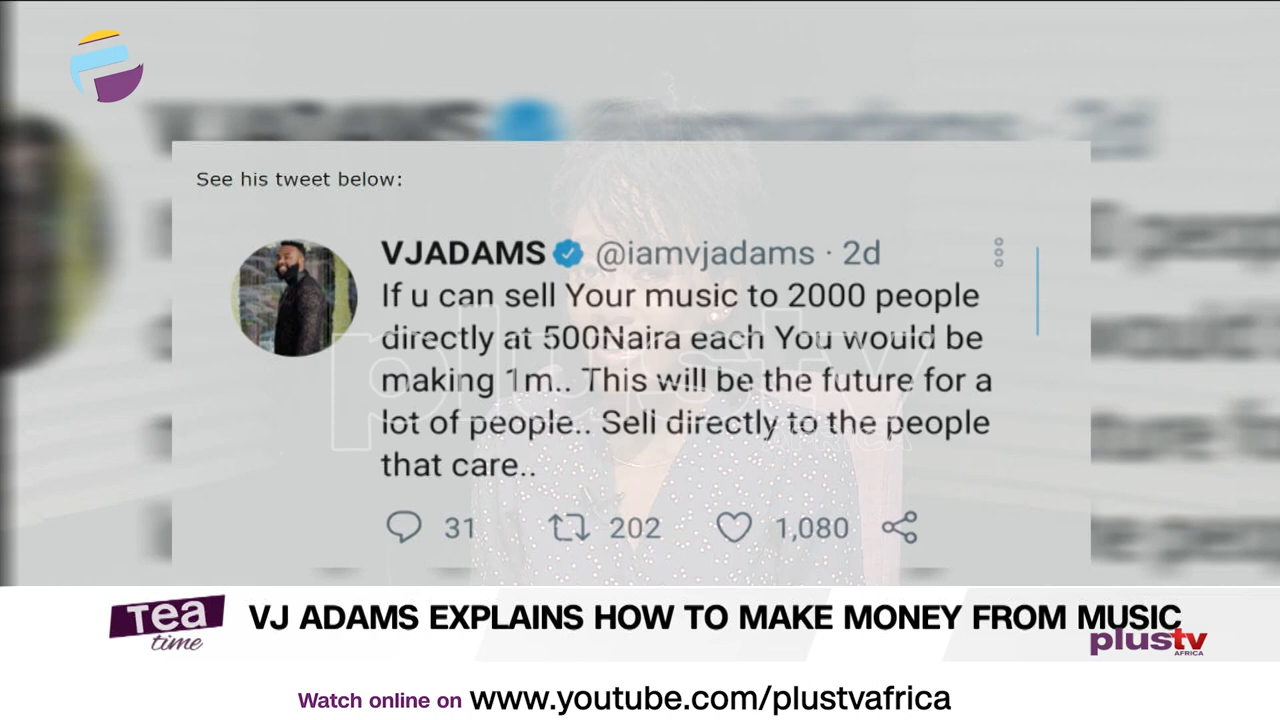 See his tweet below:
VJADAMS @iamvjadams · 2d
If u can sell Your music to 2000 people
directly at 500Naira each You would be
making 1m.. This will be the future for a
lot of people.. Sell directly to the people
that care..
31 202 1,080
plustv
Tea
time
VJ ADAMS EXPLAINS HOW TO MAKE MONEY FROM MUSIC
plustv
AFRICA
Watch online on www.youtube.com/plustvafrica